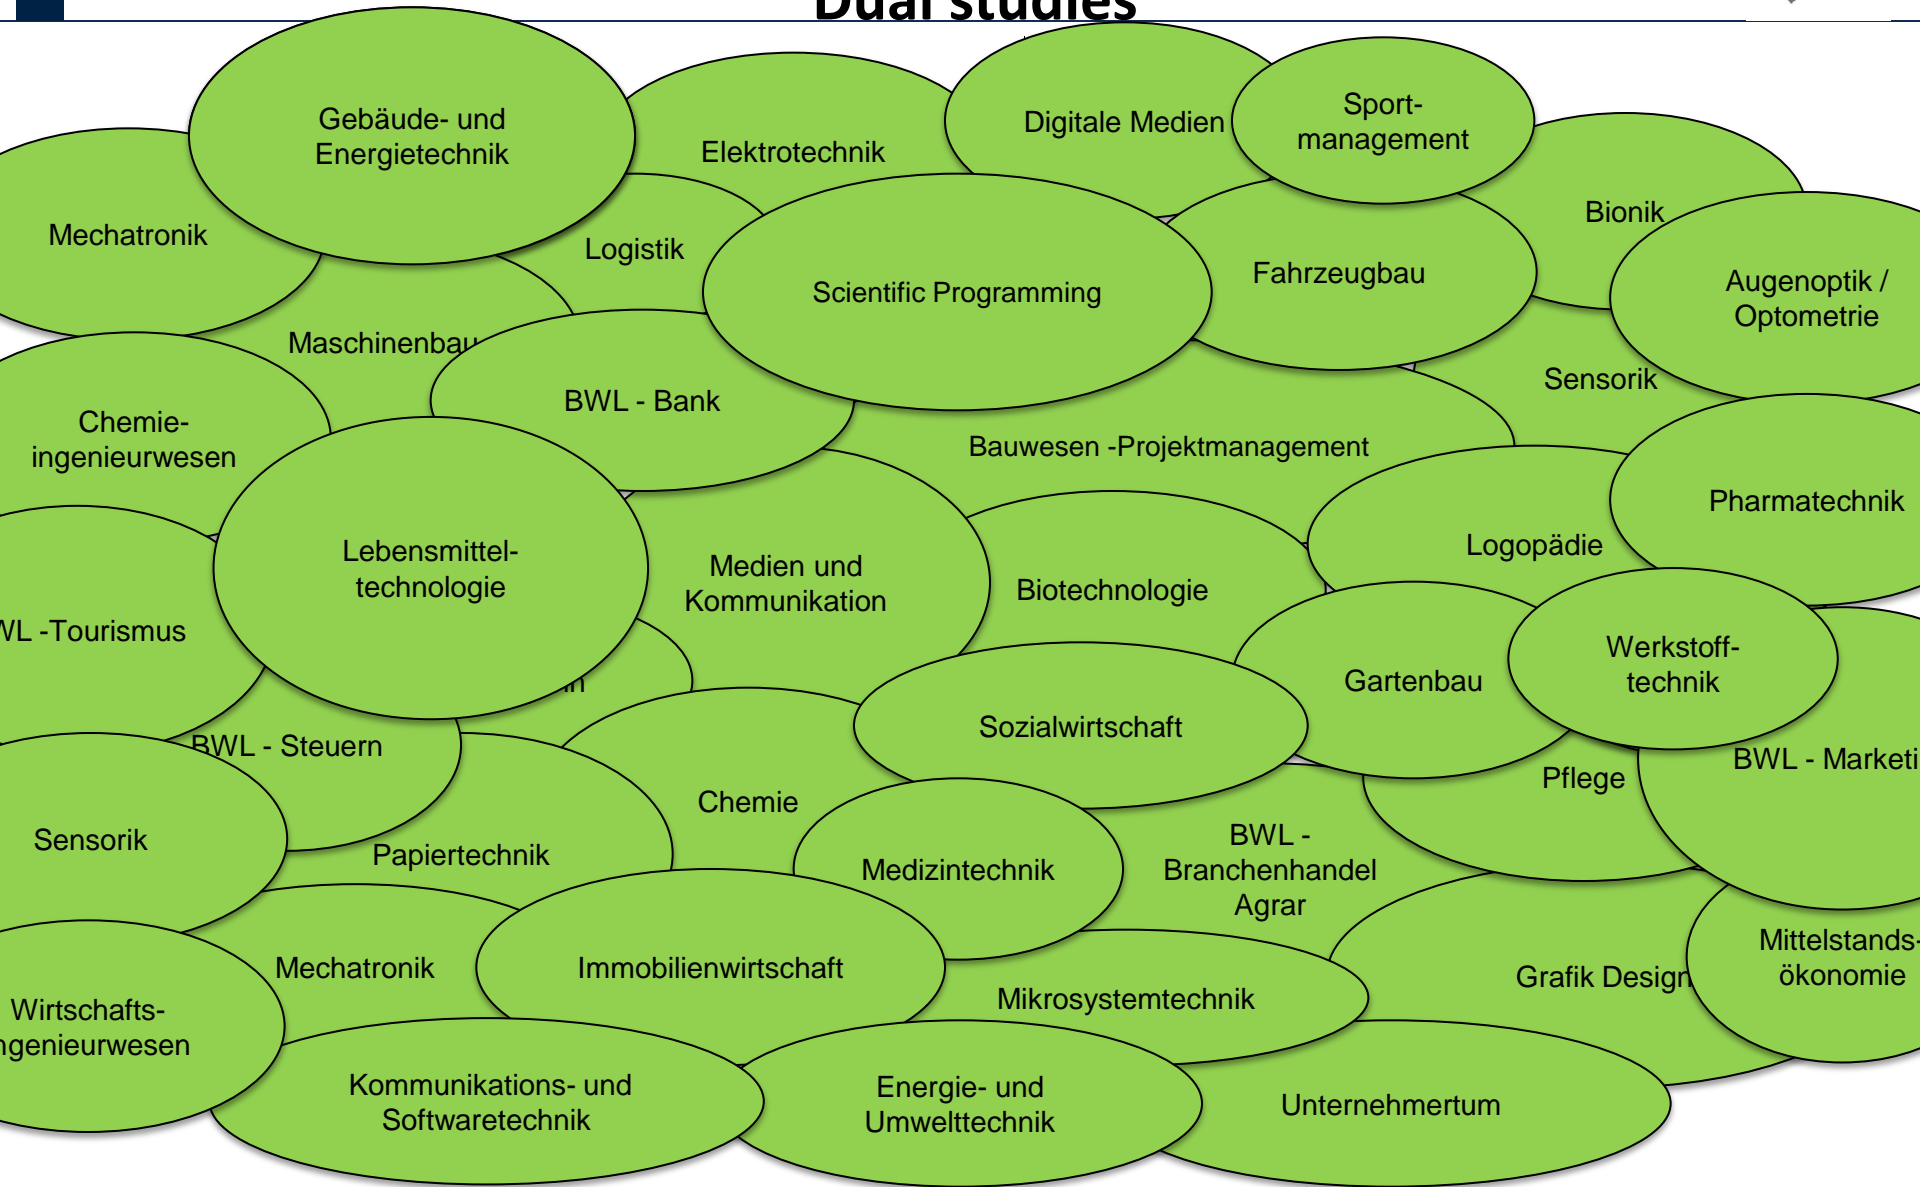 Dual studies
Gebäude- und
Energietechnik
Elektrotechnik
Digitale Medien
Sport-
management
Mechatronik
Logistik
Scientific Programming
Fahrzeugbau
Bionik
Augenoptik /
Optometrie
Maschinenbau
BWL - Bank
Sensorik
Chemie-
ingenieurwesen
Bauwesen -Projektmanagement
Pharmatechnik
Lebensmittel-
technologie
Medien und
Kommunikation
Biotechnologie
Logopädie
WL -Tourismus
Gartenbau
Werkstoff-
technik
BWL - Steuern
Sozialwirtschaft
Pflege
BWL - Marketi
Sensorik
Papiertechnik
Chemie
Medizintechnik
BWL -
Branchenhandel
Agrar
Mechatronik
Immobilienwirtschaft
Mikrosystemtechnik
Grafik Design
Mittelstands-
ökonomie
Wirtschafts-
ngenieurwesen
Kommunikations- und
Softwaretechnik
Energie- und
Umwelttechnik
Unternehmertum